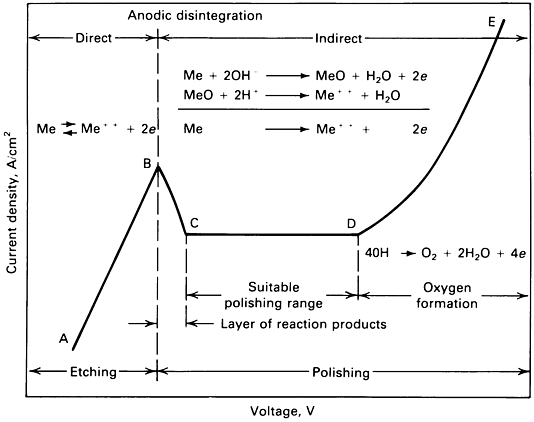 Anodic disintegration
Direct
Indirect
E
Me + 2OH⁻ → MeO + H₂O + 2e
MeO + 2H⁺ → Me⁺⁺ + H₂O
Me ⇄ Me⁺⁺ + 2e
Me → Me⁺⁺ + 2e
B
C
D
40H → O₂ + 2H₂O + 4e
Suitable
polishing range
Oxygen
formation
Layer of reaction products
A
Etching
Polishing
Current density, A/cm²
Voltage, V